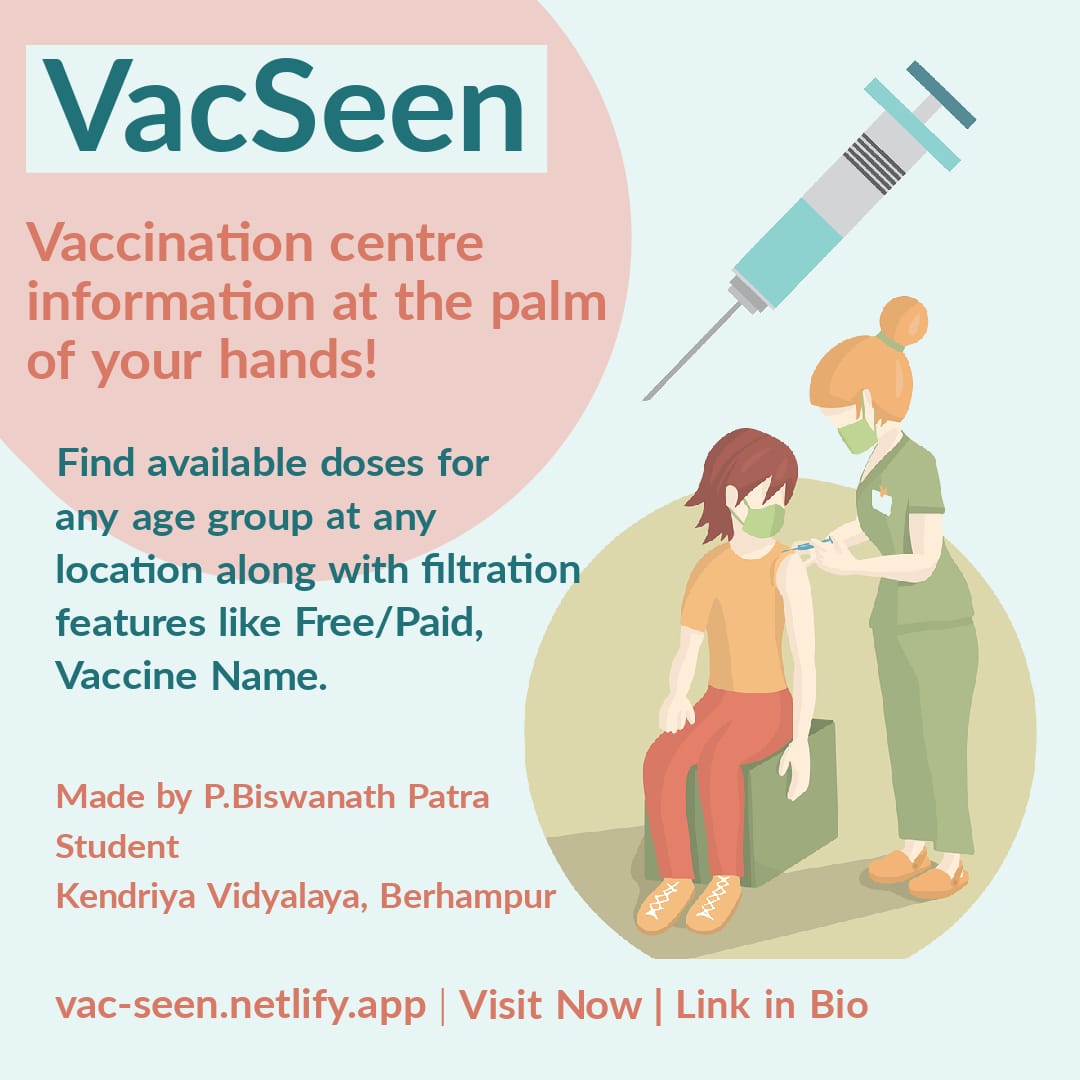 VacSeen
Vaccination centre
information at the palm
of your hands!
Find available doses for
any age group at any
location along with filtration
features like Free/Paid,
Vaccine Name.
Made by P.Biswanath Patra
Student
Kendriya Vidyalaya, Berhampur
vac-seen.netlify.app | Visit Now | Link in Bio